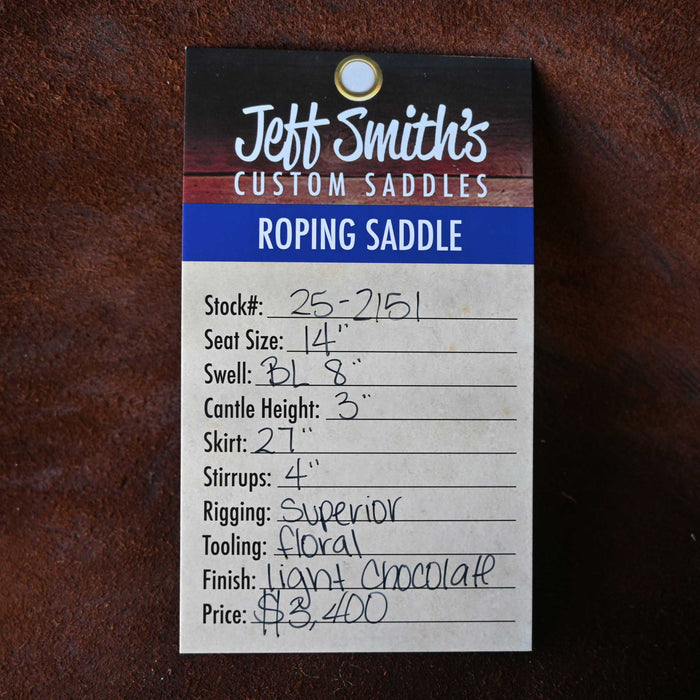 Jeff Smith's
CUSTOM SADDLES
ROPING SADDLE
Stock#: 25-2151
Seat Size: 14"
Swell: BL 8"
Cantle Height: 3"
Skirt: 27"
Stirrups: 4"
Rigging: Superior
Tooling: floral
Finish: Light Chocolate
Price: $3,400